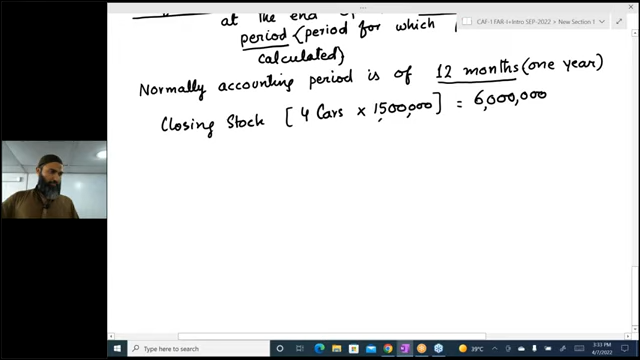 CAF-1 FAR-I+Intro SEP-2022 » New Section 1
at the end
period {period for which
calculated}
Normally accounting period is of 12 months (one year)
Closing Stock [4 Cars × 1500,000] = 6,000,000
Type here to search
39°C
3:33 PM
4/7/2022